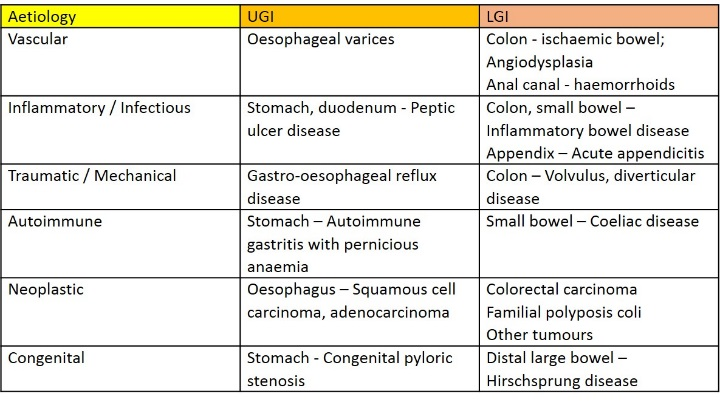 Aetiology UGI LGI
Vascular Oesophageal varices Colon - ischaemic bowel;
Angiodysplasia
Anal canal - haemorrhoids
Inflammatory / Infectious Stomach, duodenum - Peptic Colon, small bowel –
ulcer disease Inflammatory bowel disease
Appendix – Acute appendicitis
Traumatic / Mechanical Gastro-oesophageal reflux Colon – Volvulus, diverticular
disease disease
Autoimmune Stomach – Autoimmune Small bowel – Coeliac disease
gastritis with pernicious
anaemia
Neoplastic Oesophagus – Squamous cell Colorectal carcinoma
carcinoma, adenocarcinoma Familial polyposis coli
Other tumours
Congenital Stomach - Congenital pyloric Distal large bowel –
stenosis Hirschsprung disease